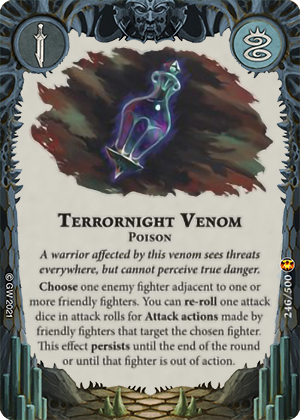 TERRORNIGHT VENOM
POISON
A warrior affected by this venom sees threats
everywhere, but cannot perceive true danger.
Choose one enemy fighter adjacent to one or
more friendly fighters. You can re-roll one attack
dice in attack rolls for Attack actions made by
friendly fighters that target the chosen fighter.
This effect persists until the end of the round
or until that fighter is out of action.
© GW 2021
246/500